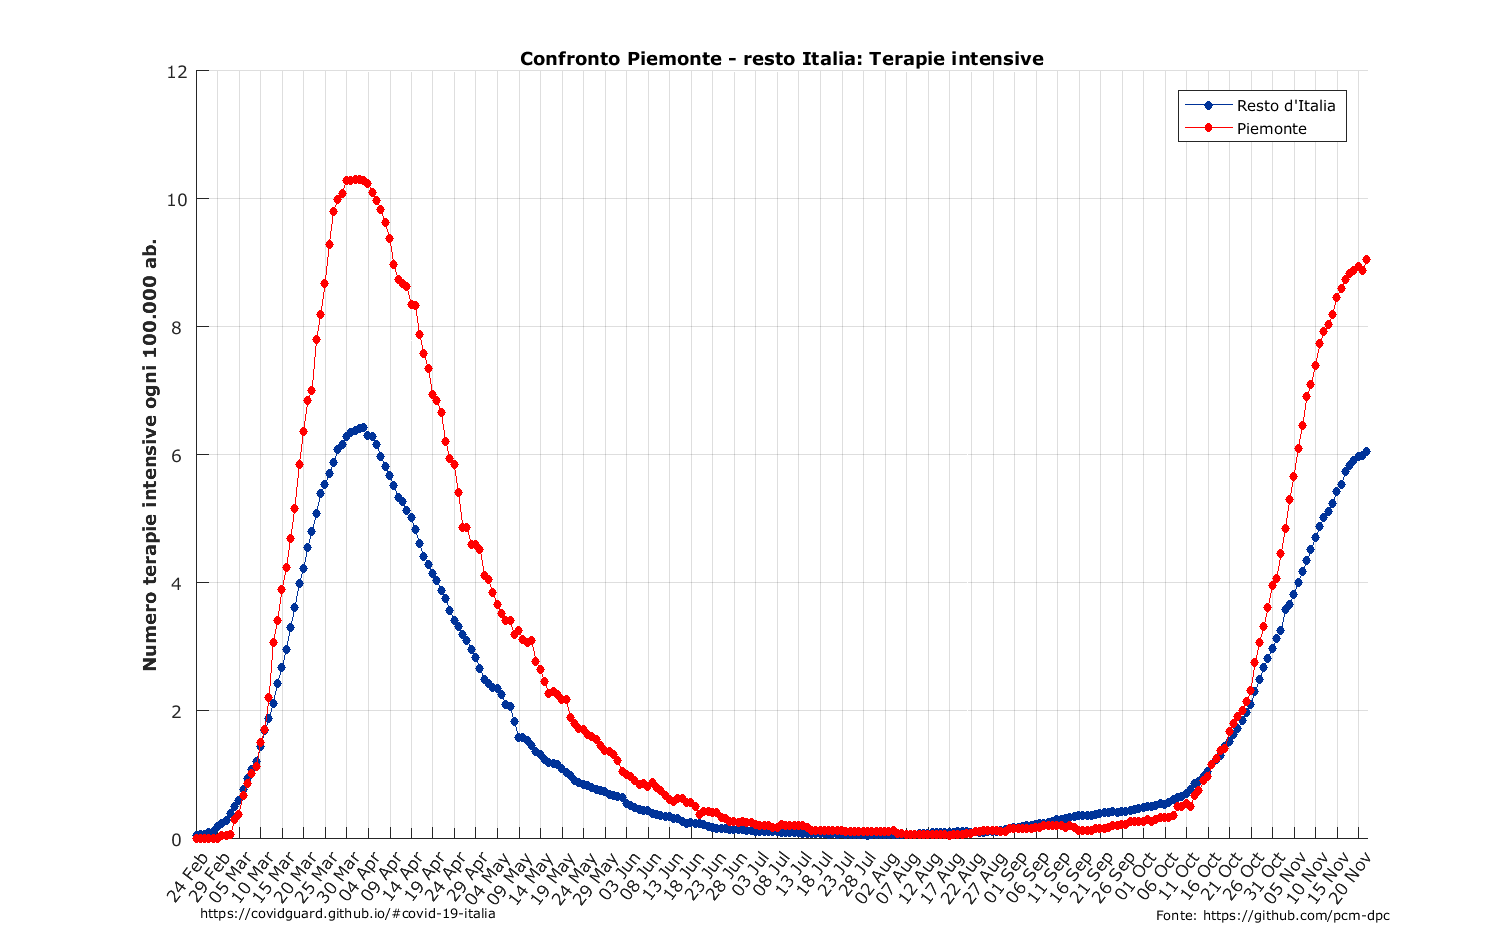 Confronto Piemonte - resto Italia: Terapie intensive
Resto d'Italia
Piemonte
Numero terapie intensive ogni 100.000 ab.
12
10
8
6
4
2
0
24 Feb
29 Feb
05 Mar
10 Mar
15 Mar
20 Mar
25 Mar
30 Mar
04 Apr
09 Apr
14 Apr
19 Apr
24 Apr
29 Apr
04 May
09 May
14 May
19 May
24 May
29 May
03 Jun
08 Jun
13 Jun
18 Jun
23 Jun
28 Jun
03 Jul
08 Jul
13 Jul
18 Jul
23 Jul
28 Jul
02 Aug
07 Aug
12 Aug
17 Aug
22 Aug
27 Aug
01 Sep
06 Sep
11 Sep
16 Sep
21 Sep
26 Sep
01 Oct
06 Oct
11 Oct
16 Oct
21 Oct
26 Oct
31 Oct
05 Nov
10 Nov
15 Nov
20 Nov
https://covidguard.github.io/#covid-19-italia
Fonte: https://github.com/pcm-dpc